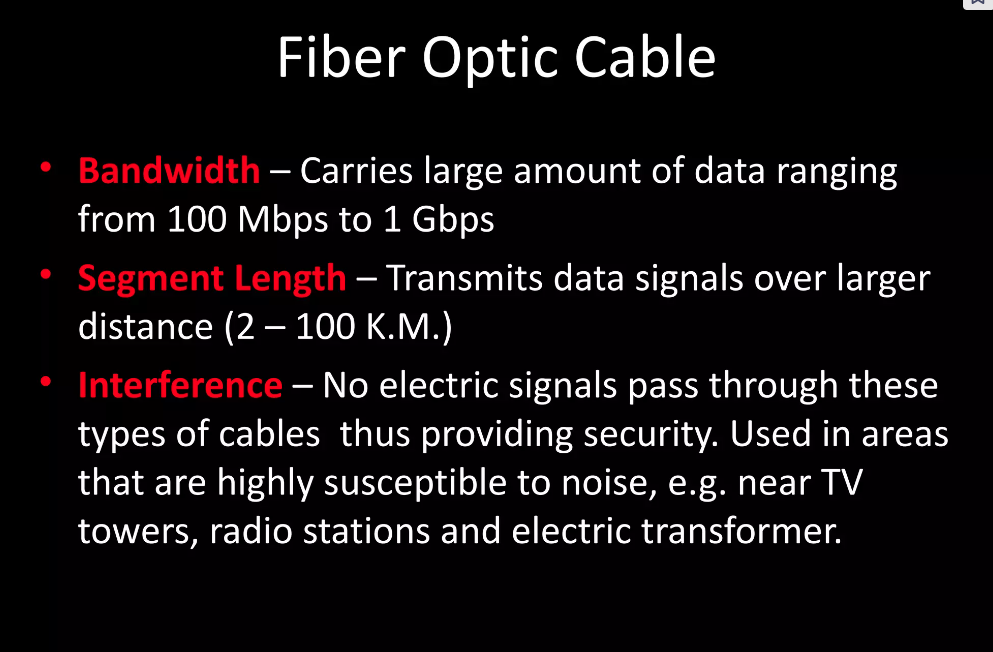 Fiber Optic Cable
• Bandwidth – Carries large amount of data ranging
from 100 Mbps to 1 Gbps
• Segment Length – Transmits data signals over larger
distance (2 – 100 K.M.)
• Interference – No electric signals pass through these
types of cables  thus providing security. Used in areas
that are highly susceptible to noise, e.g. near TV
towers, radio stations and electric transformer.